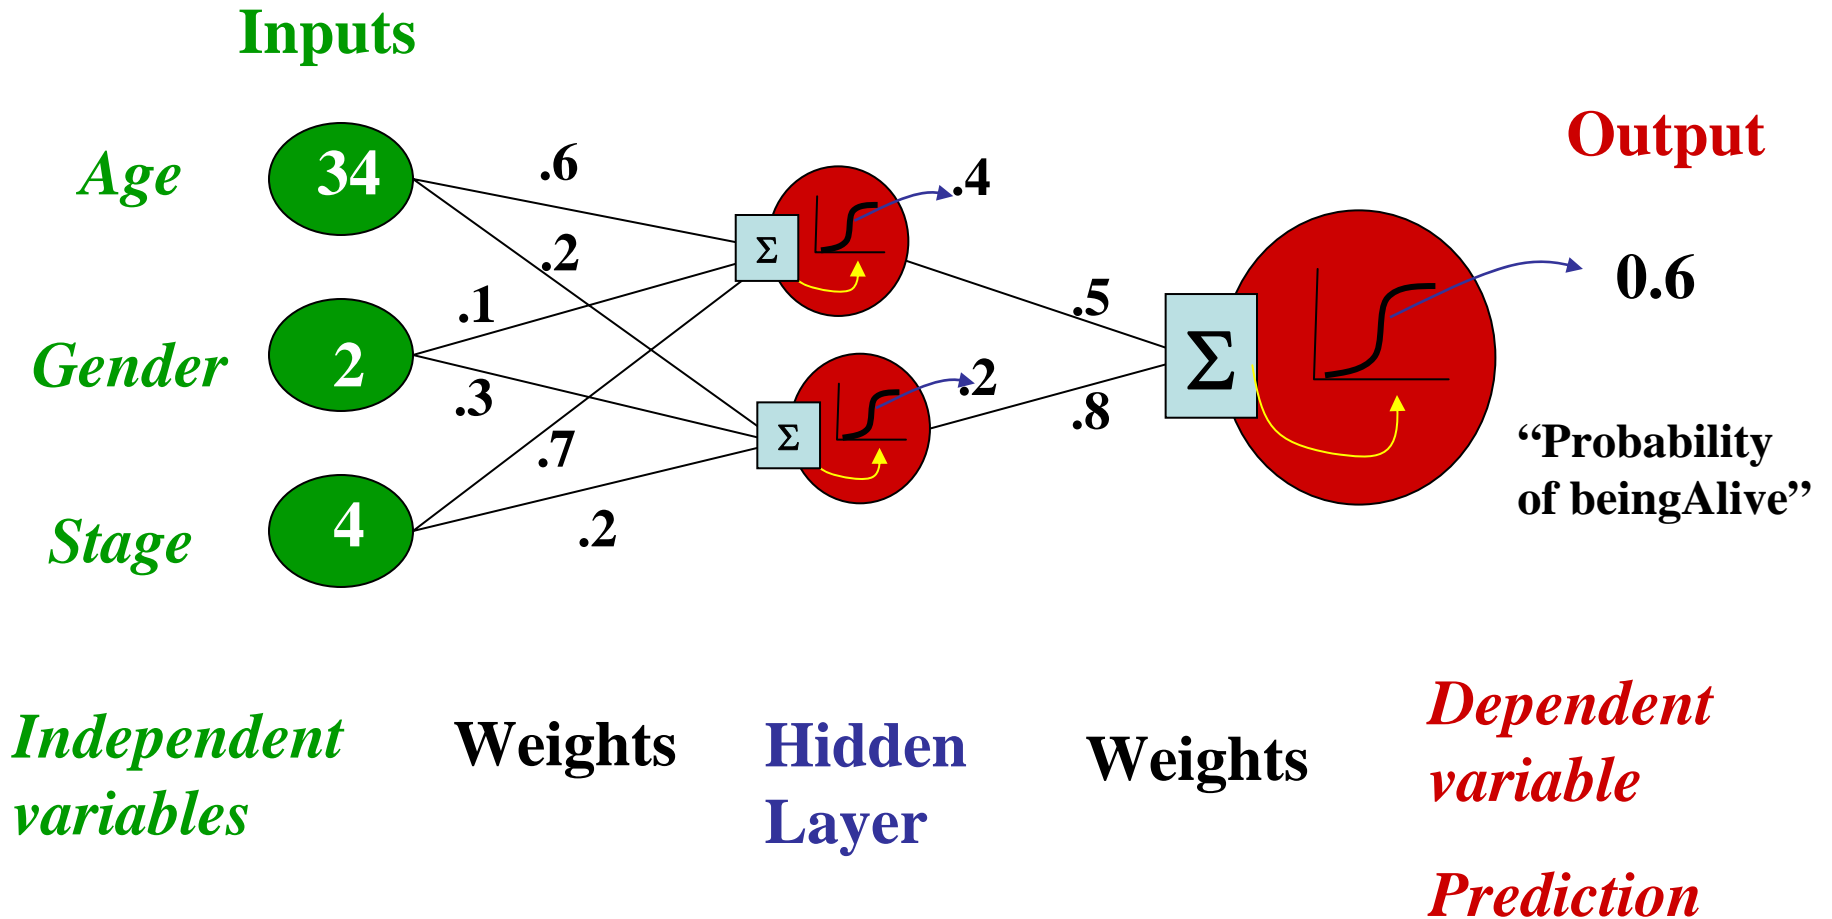 Inputs
Output
Age
34
.6
.4
.2
Σ
0.6
Gender
2
.1
.5
Σ
.3
.2
.8
Σ
.7
“Probability
of beingAlive”
Stage
4
.2
Independent
variables
Weights
Hidden
Layer
Weights
Dependent
variable
Prediction